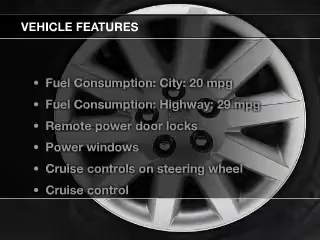 VEHICLE FEATURES
• Fuel Consumption: City: 20 mpg
• Fuel Consumption: Highway: 29 mpg
• Remote power door locks
• Power windows
• Cruise controls on steering wheel
• Cruise control